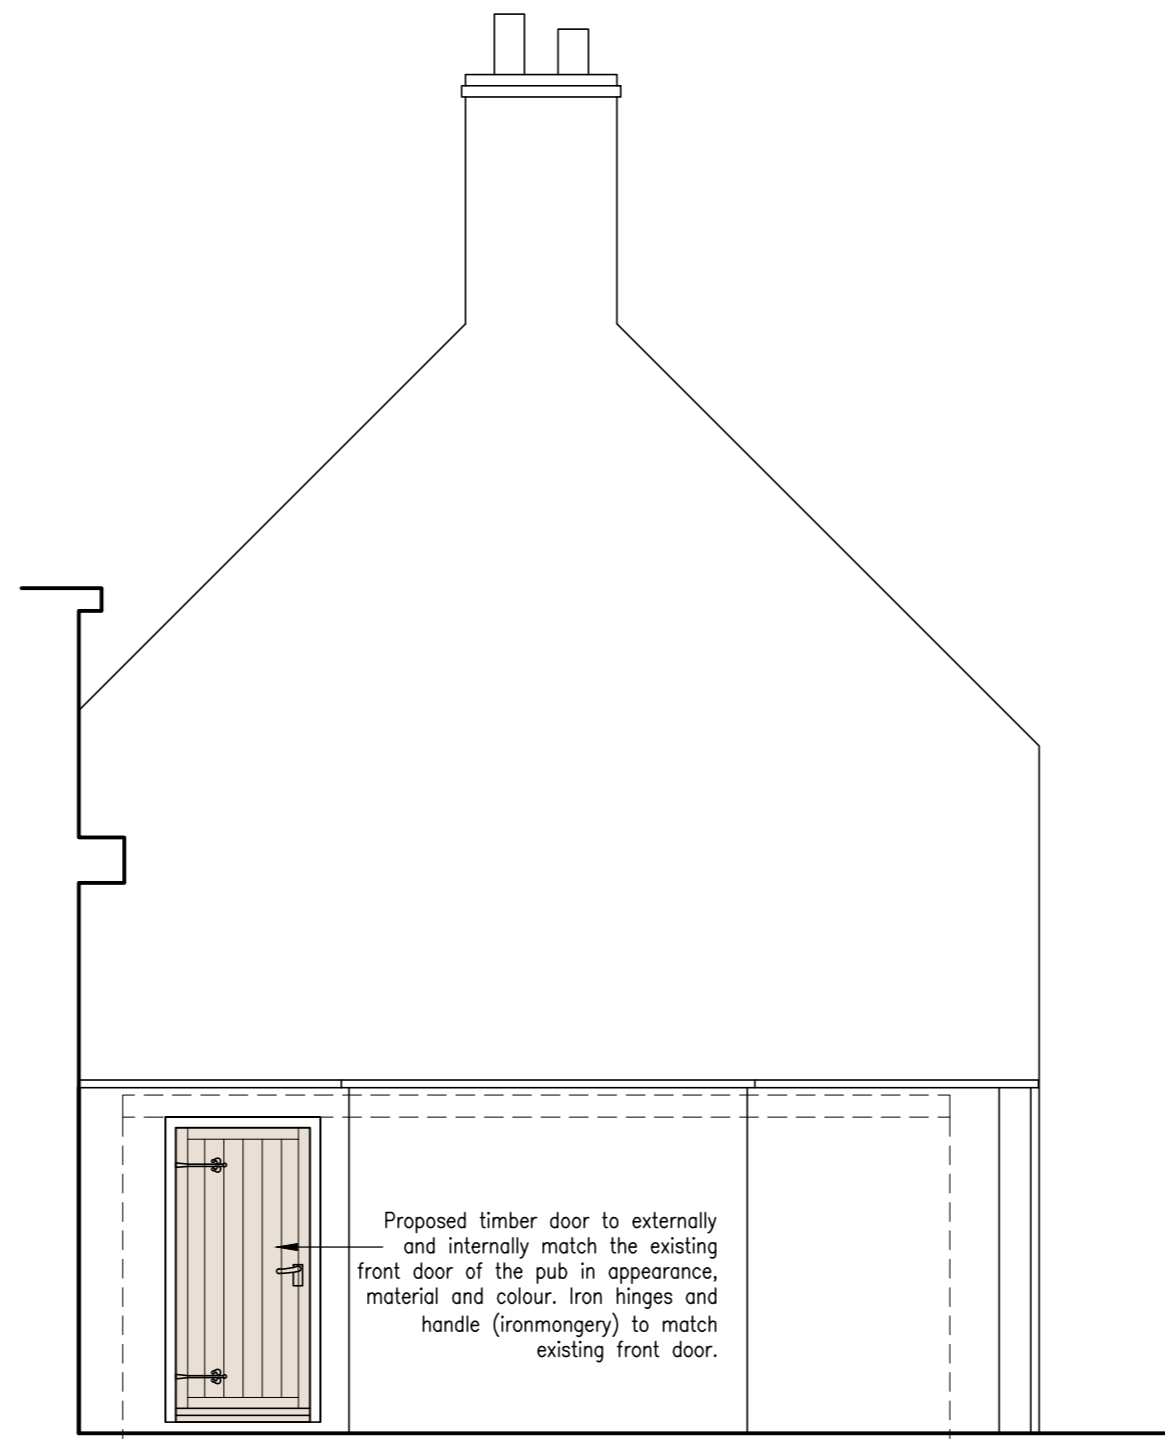 Proposed timber door to externally
and internally match the existing
front door of the pub in appearance,
material and colour. Iron hinges and
handle (ironmongery) to match
existing front door.